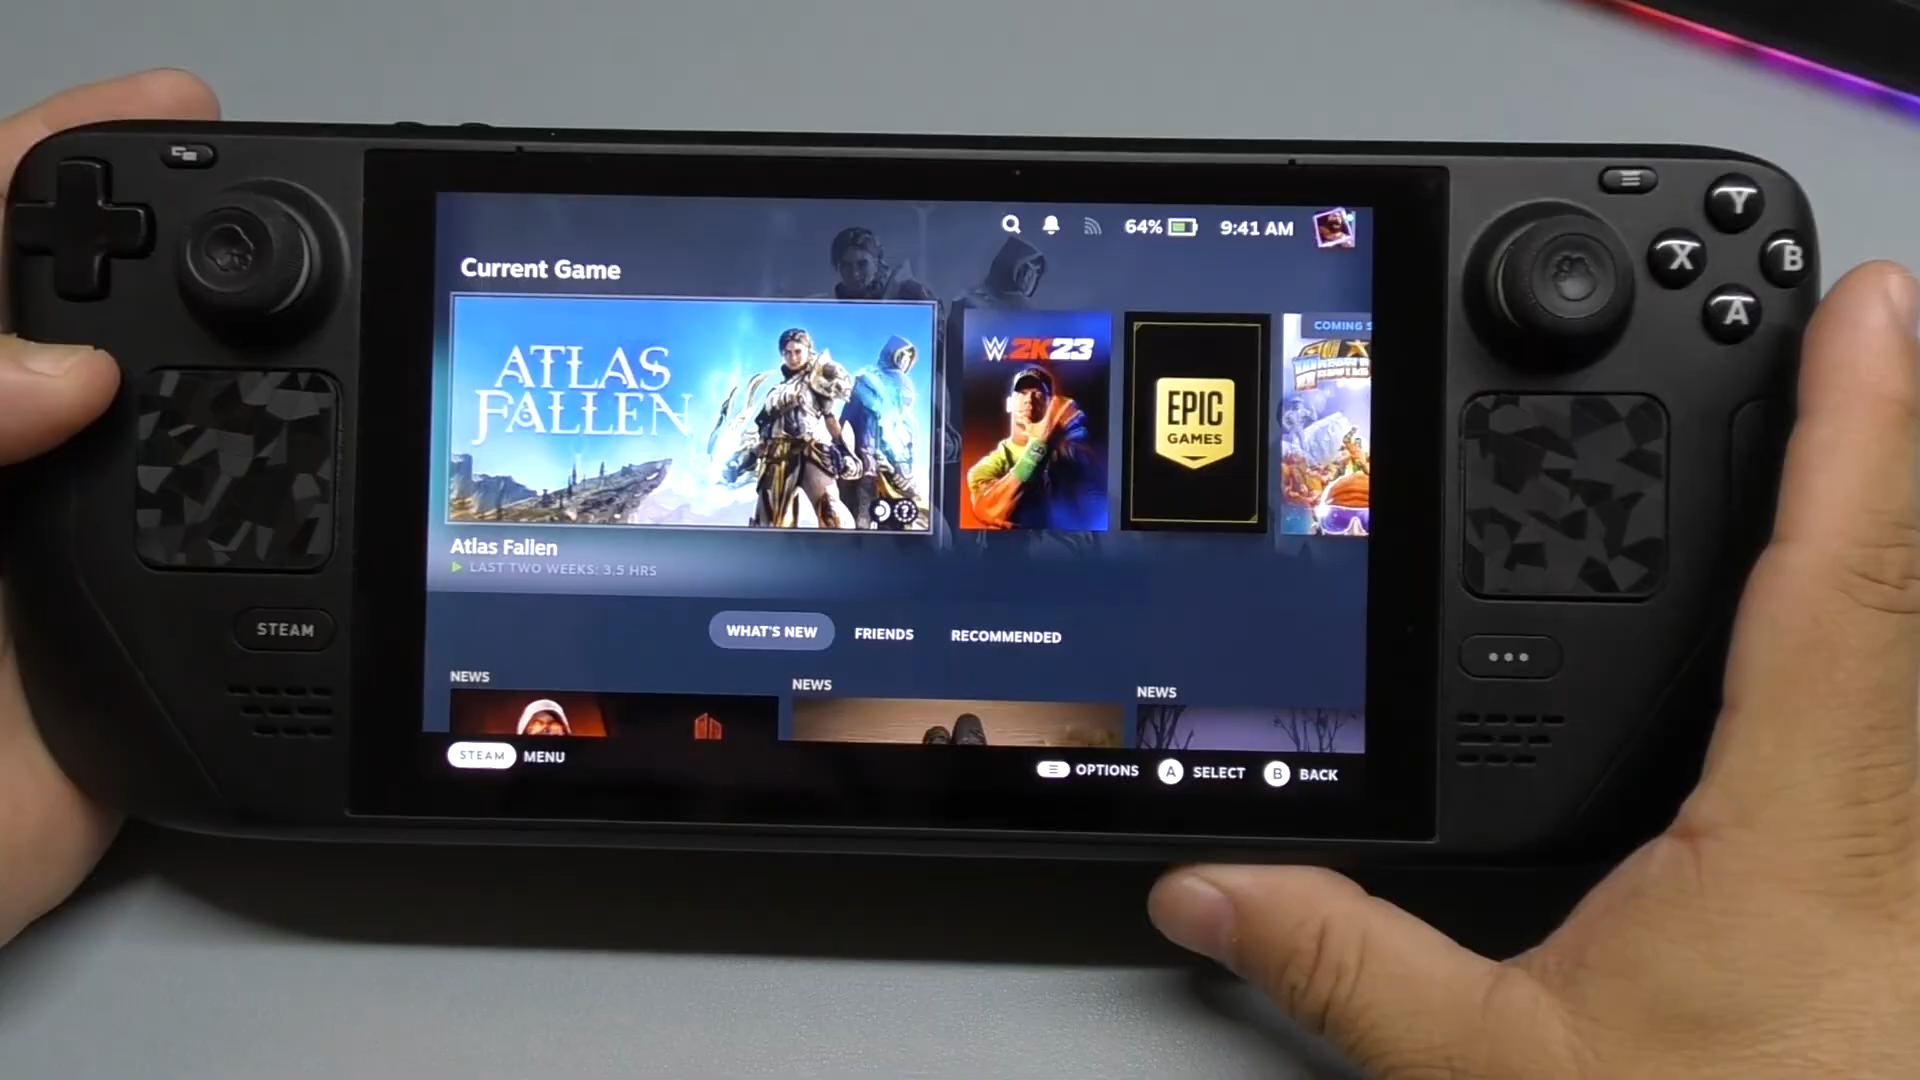 64% 9:41 AM
Current Game
ATLAS
FALLEN
W 2K23
EPIC
GAMES
COMING S
Atlas Fallen
LAST TWO WEEKS: 3.5 HRS
WHAT'S NEW FRIENDS RECOMMENDED
NEWS NEWS NEWS
STEAM MENU OPTIONS A SELECT B BACK
STEAM
Y
X B
A